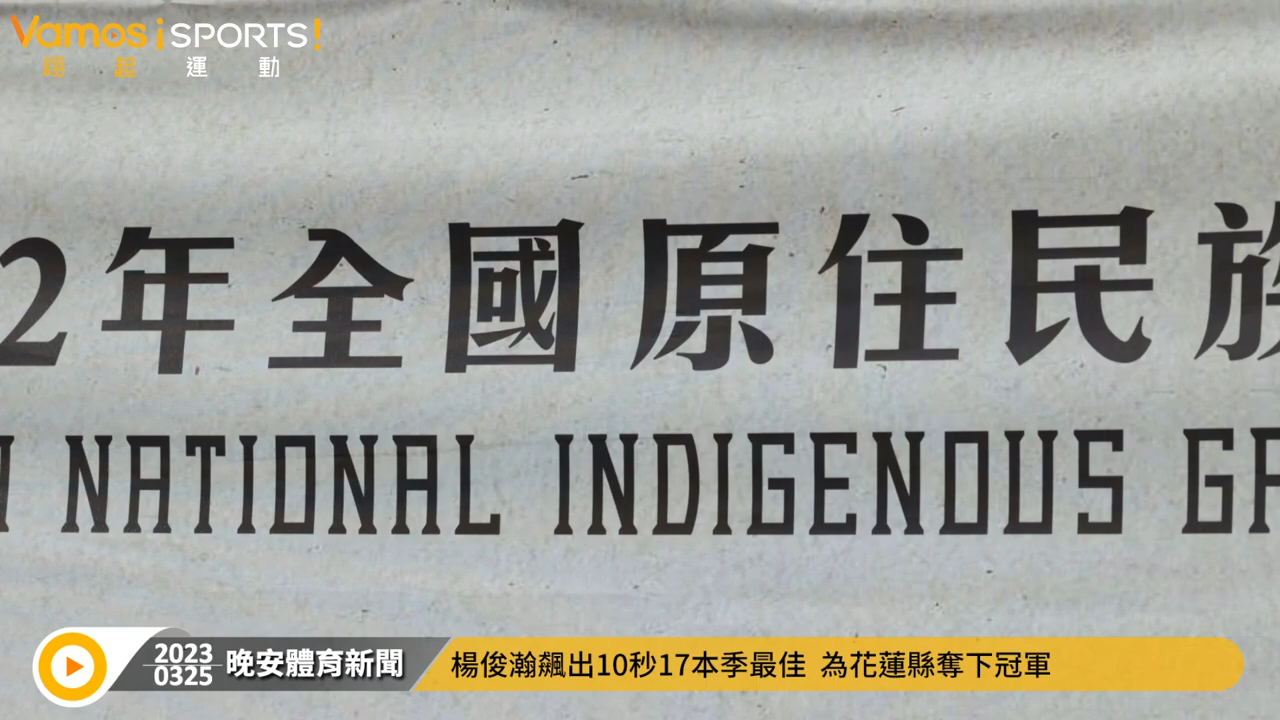 Vamos¡SPORTS!
翊起運動
2年全國原住民族
NATIONAL INDIGENOUS G
2023
0325
晚安體育新聞
楊俊瀚飆出10秒17本季最佳 為花蓮縣奪下冠軍